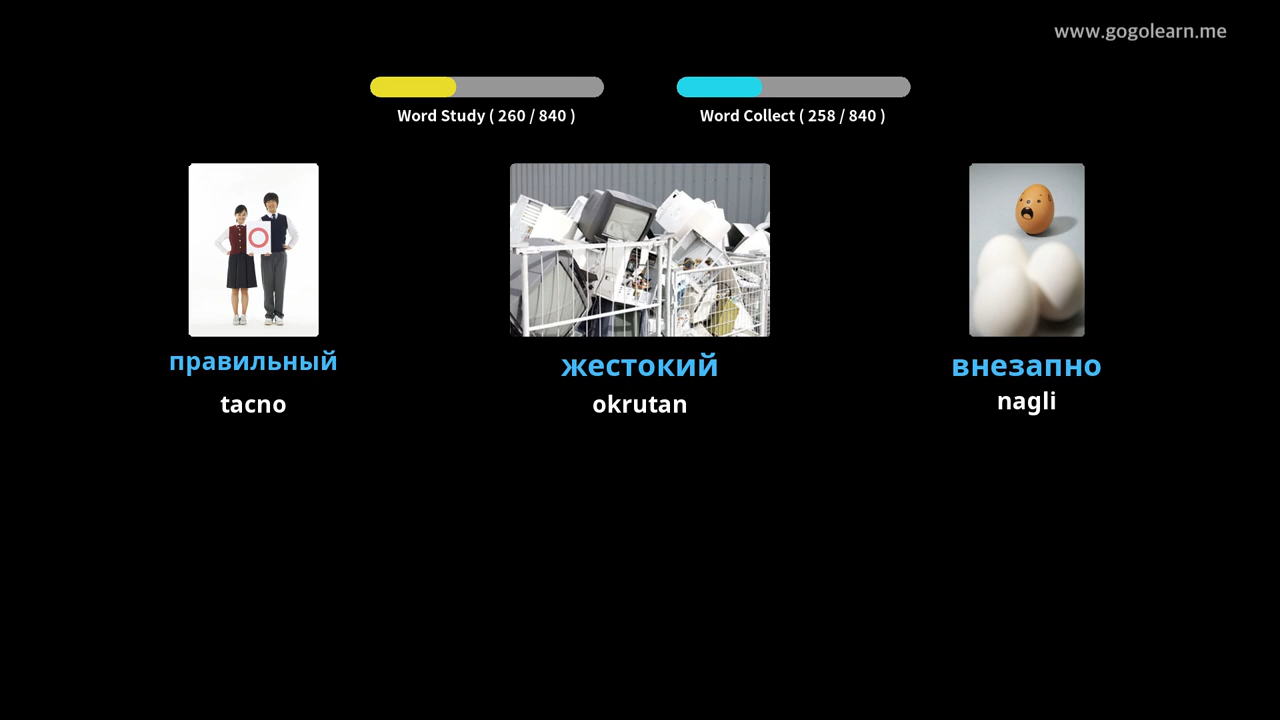 www.gogolearn.me
Word Study ( 260 / 840 )
Word Collect ( 258 / 840 )
правильный
tacno
жестокий
okrutan
внезапно
nagli